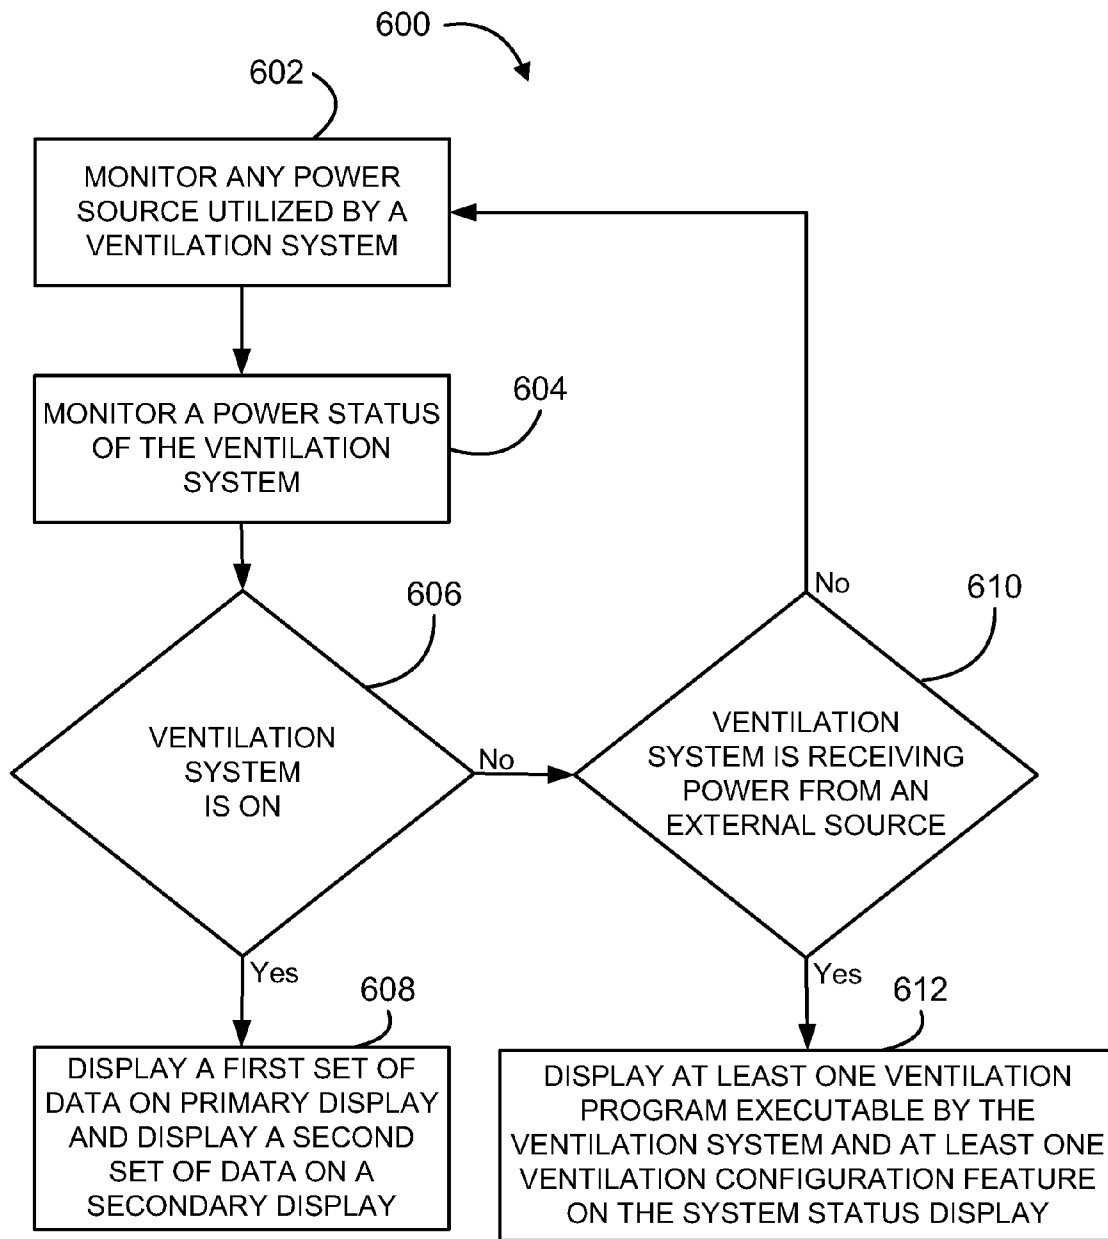 600
602
MONITOR ANY POWER
SOURCE UTILIZED BY A
VENTILATION SYSTEM
604
MONITOR A POWER STATUS
OF THE VENTILATION
SYSTEM
606
VENTILATION
SYSTEM
IS ON
No
Yes
610
No
VENTILATION
SYSTEM IS RECEIVING
POWER FROM AN
EXTERNAL SOURCE
Yes
608
DISPLAY A FIRST SET OF
DATA ON PRIMARY DISPLAY
AND DISPLAY A SECOND
SET OF DATA ON A
SECONDARY DISPLAY
612
DISPLAY AT LEAST ONE VENTILATION
PROGRAM EXECUTABLE BY THE
VENTILATION SYSTEM AND AT LEAST ONE
VENTILATION CONFIGURATION FEATURE
ON THE SYSTEM STATUS DISPLAY